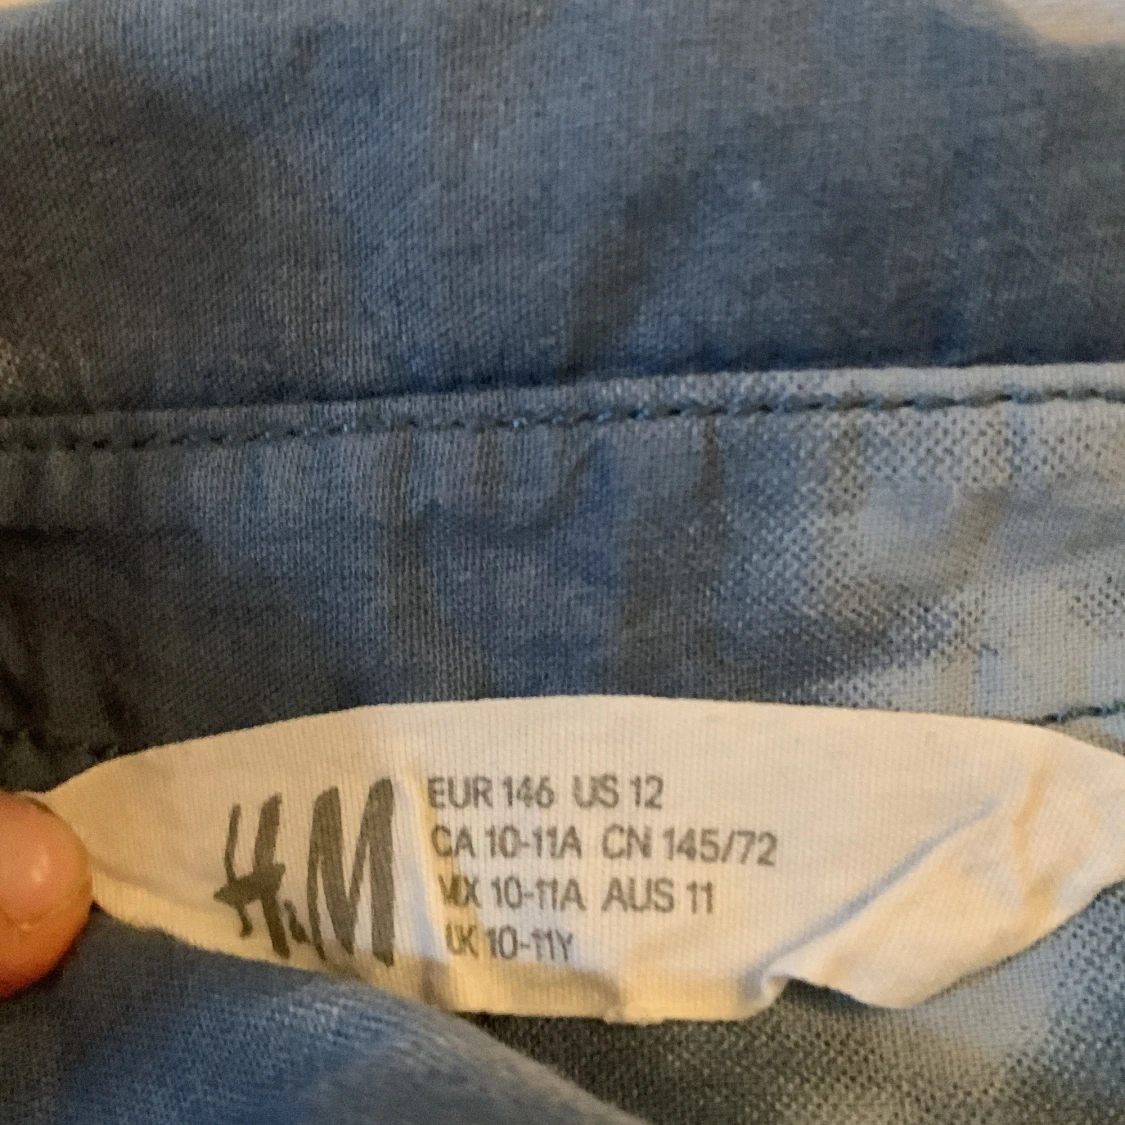 H&M
EUR 146 US 12
CA 10-11A CN 145/72
MX 10-11A AUS 11
UK 10-11Y